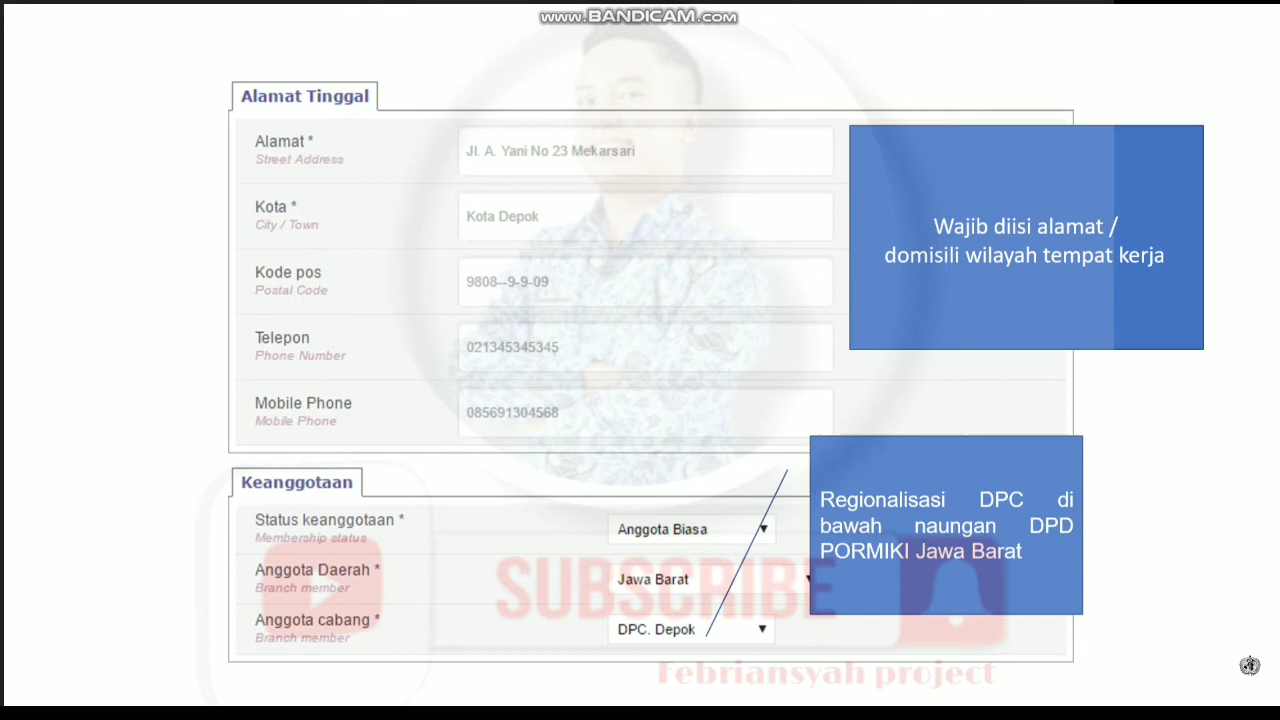 www.BANDICAM.com
Alamat Tinggal
Alamat *
Street Address
Jl. A. Yani No 23 Mekarsari
Kota *
City / Town
Kota Depok
Kode pos
Postal Code
9808--9-9-09
Telepon
Phone Number
021345345345
Mobile Phone
Mobile Phone
085691304568
Wajib diisi alamat /
domisili wilayah tempat kerja
Keanggotaan
Status keanggotaan *
Membership status
Anggota Biasa
Anggota Daerah *
Branch member
Jawa Barat
Anggota cabang *
Branch member
DPC. Depok
Regionalisasi DPC di
bawah naungan DPD
PORMIKI Jawa Barat
SUBSCRIBE
Febriansyah project